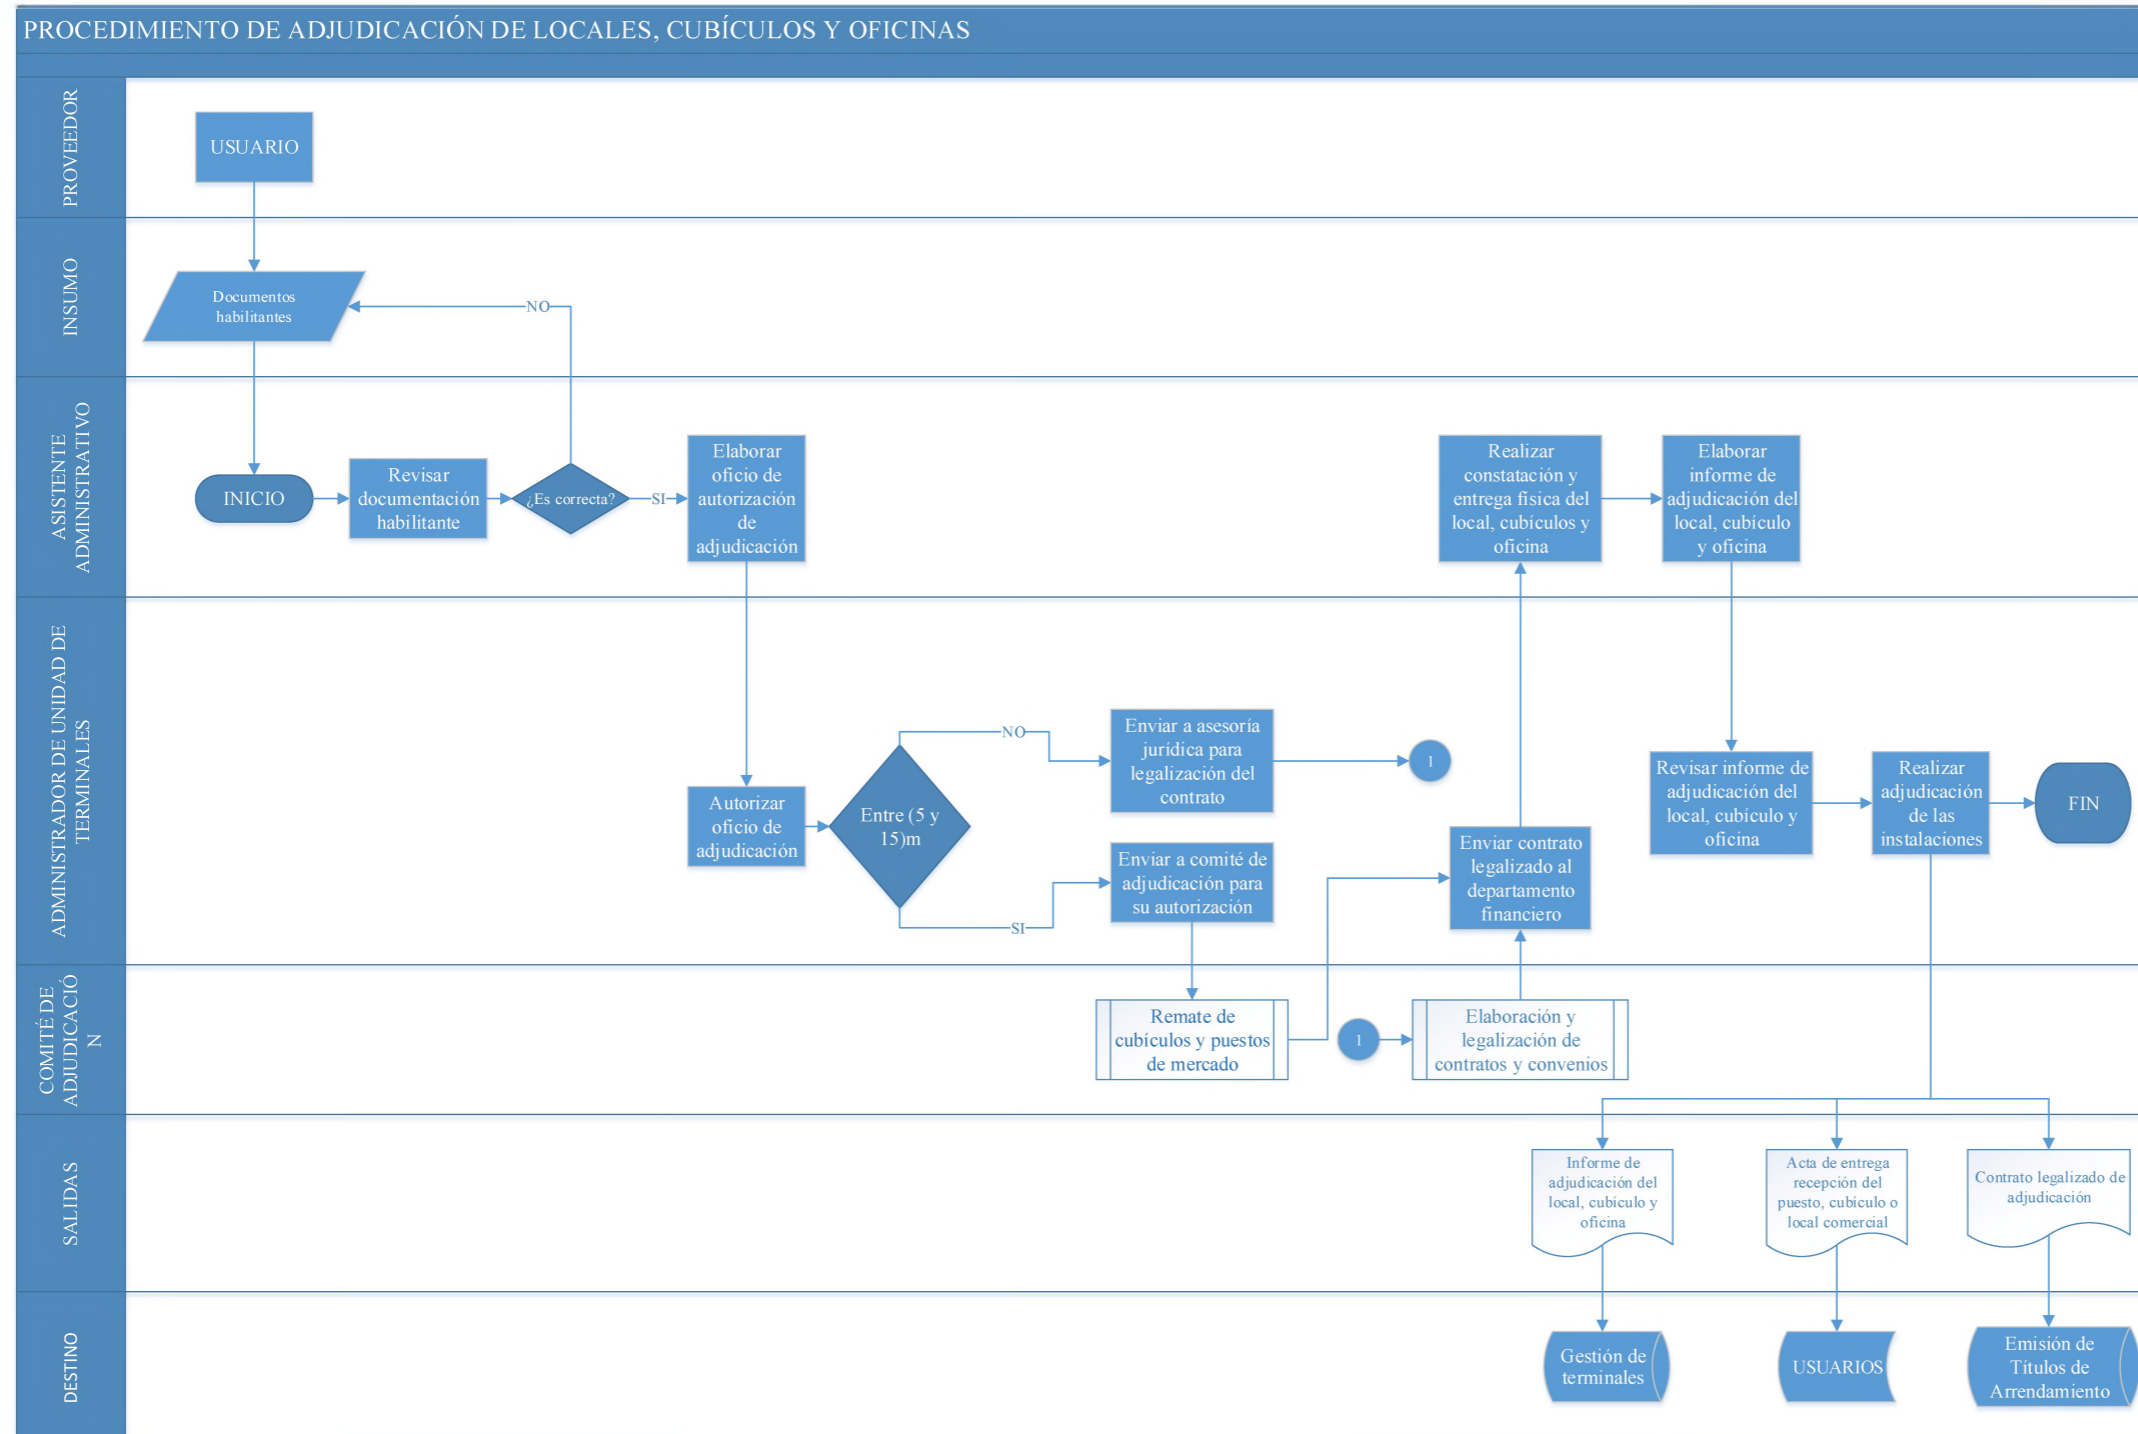 PROCEDIMIENTO DE ADJUDICACIÓN DE LOCALES, CUBÍCULOS Y OFICINAS
PROVEEDOR
USUARIO
INSUMO
Documentos
habilitantes
NO
ASISTENTE
ADMINISTRATIVO
INICIO
Revisar
documentación
habilitante
¿Es correcta?
SI
Elaborar
oficio de
autorización
de
adjudicación
Realizar
constatación y
entrega física del
local, cubículos y
oficina
Elaborar
informe de
adjudicación del
local, cubículo
y oficina
ADMINISTRADOR DE UNIDAD DE
TERMINALES
Autorizar
oficio de
adjudicación
Entre (5 y
15)m
NO
SI
Enviar a asesoría
jurídica para
legalización del
contrato
1
Enviar a comité de
adjudicación para
su autorización
Enviar contrato
legalizado al
departamento
financiero
Revisar informe de
adjudicación del
local, cubículo y
oficina
Realizar
adjudicación
de las
instalaciones
FIN
COMITÉ DE
ADJUDICACIÓ
N
Remate de
cubículos y puestos
de mercado
1
Elaboración y
legalización de
contratos y convenios
SALIDAS
Informe de
adjudicación del
local, cubículo y
oficina
Acta de entrega
recepción del
puesto, cubículo o
local comercial
Contrato legalizado de
adjudicación
DESTINO
Gestión de
terminales
USUARIOS
Emisión de
Títulos de
Arrendamiento